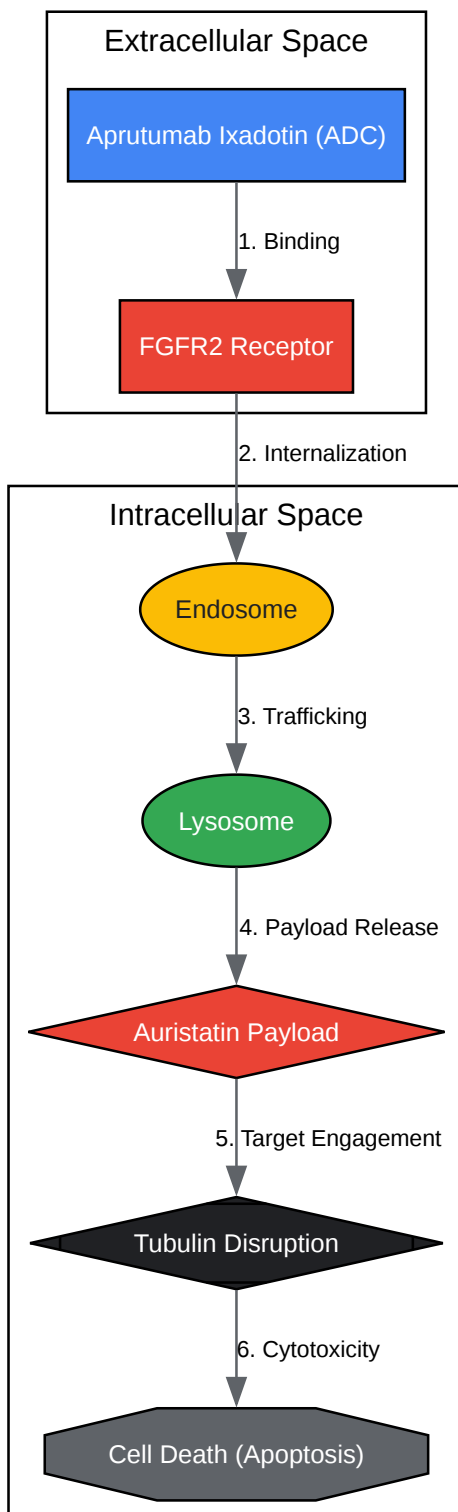 Extracellular Space
Aprutumab Ixadotin (ADC)
1. Binding
FGFR2 Receptor
2. Internalization
Intracellular Space
Endosome
3. Trafficking
Lysosome
4. Payload Release
Auristatin Payload
5. Target Engagement
Tubulin Disruption
6. Cytotoxicity
Cell Death (Apoptosis)